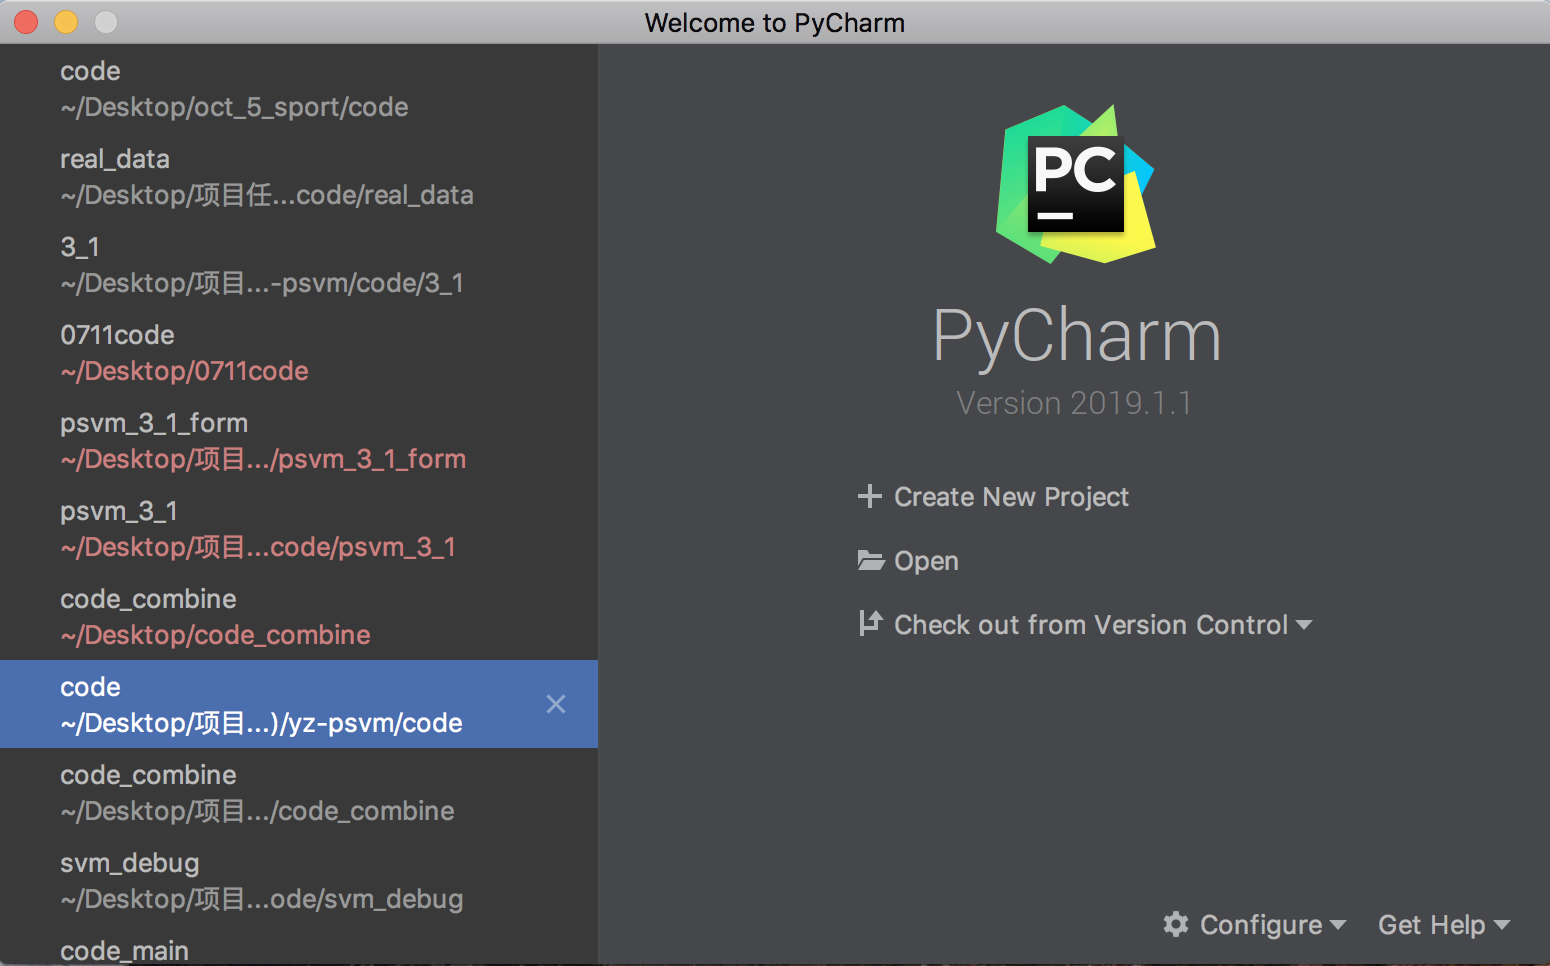 Welcome to PyCharm
code
~/Desktop/oct_5_sport/code
real_data
~/Desktop/项目任...code/real_data
3_1
~/Desktop/项目...-psvm/code/3_1
0711code
~/Desktop/0711code
psvm_3_1_form
~/Desktop/项目.../psvm_3_1_form
psvm_3_1
~/Desktop/项目...code/psvm_3_1
code_combine
~/Desktop/code_combine
code
~/Desktop/项目...)/yz-psvm/code
code_combine
~/Desktop/项目.../code_combine
svm_debug
~/Desktop/项目...ode/svm_debug
code_main
PC
PyCharm
Version 2019.1.1
Create New Project
Open
Check out from Version Control
Configure
Get Help